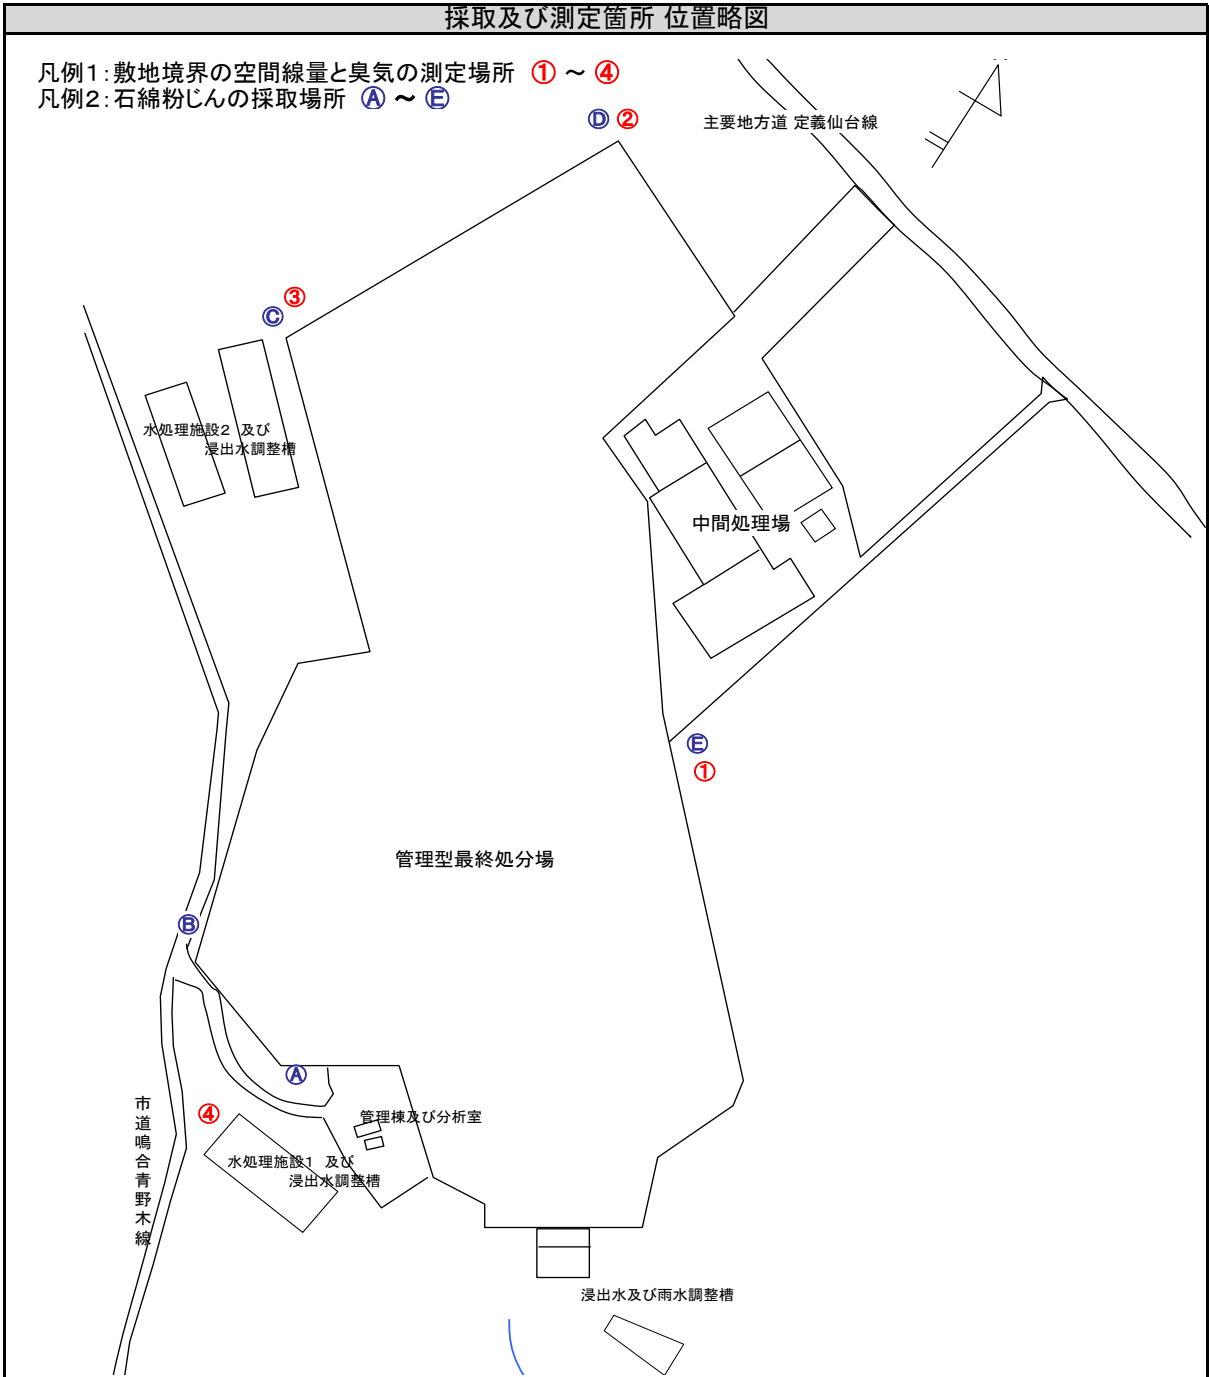 採取及び測定箇所 位置略図
凡例1:敷地境界の空間線量と臭気の測定場所 ① ～ ④
凡例2:石綿粉じんの採取場所 Ⓐ ～ Ⓔ
Ⓓ ②
主要地方道 定義仙台線
③
Ⓒ
水処理施設2 及び
浸出水調整槽
中間処理場
Ⓔ
①
管理型最終処分場
Ⓑ
Ⓐ
④
管理棟及び分析室
水処理施設1 及び
浸出水調整槽
市道鳴合青野木線
浸出水及び雨水調整槽